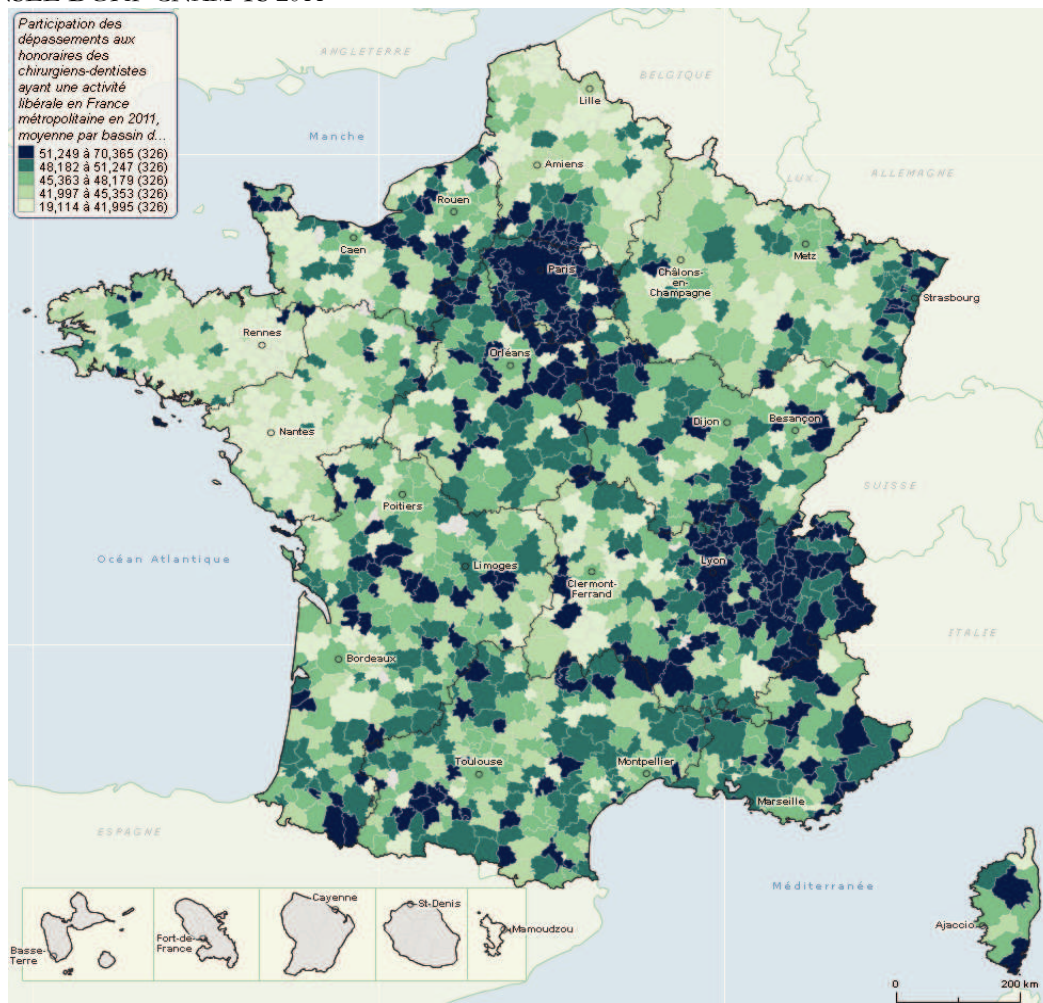 Participation des
dépassements aux
honoraires des
chirurgiens-dentistes
ayant une activité
libérale en France
métropolitaine en 2011,
moyenne par bassin d...
51,249 à 70,365 (326)
48,182 à 51,247 (326)
45,363 à 48,179 (326)
41,997 à 45,353 (326)
19,114 à 41,995 (326)
ANGLETERRE
BELGIQUE
Lille
Manche
Amiens
LUX.
ALLEMAGNE
Rouen
Caen
Metz
Paris
Châlons-
en-
Champagne
Strasbourg
Rennes
Orléans
Nantes
Dijon
Besançon
SUISSE
Poitiers
Océan Atlantique
Limoges
Clermont-
Ferrand
Lyon
ITALIE
Bordeaux
Toulouse
Montpellier
Marseille
ESPAGNE
Méditerranée
Ajaccio
Basse-
Terre
Fort-de-
France
Cayenne
St-Denis
Mamoudzou
0 200 km